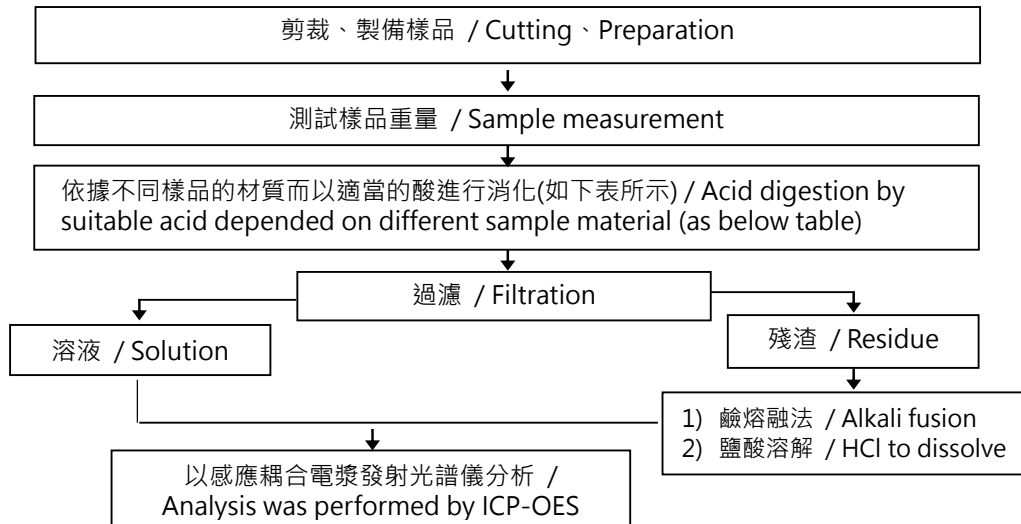 剪裁、製備樣品 / Cutting、Preparation
測試樣品重量 / Sample measurement
依據不同樣品的材質而以適當的酸進行消化(如下表所示) / Acid digestion by
suitable acid depended on different sample material (as below table)
過濾 / Filtration
溶液 / Solution
殘渣 / Residue
1) 鹼熔融法 / Alkali fusion
2) 鹽酸溶解 / HCl to dissolve
以感應耦合電漿發射光譜儀分析 /
Analysis was performed by ICP-OES